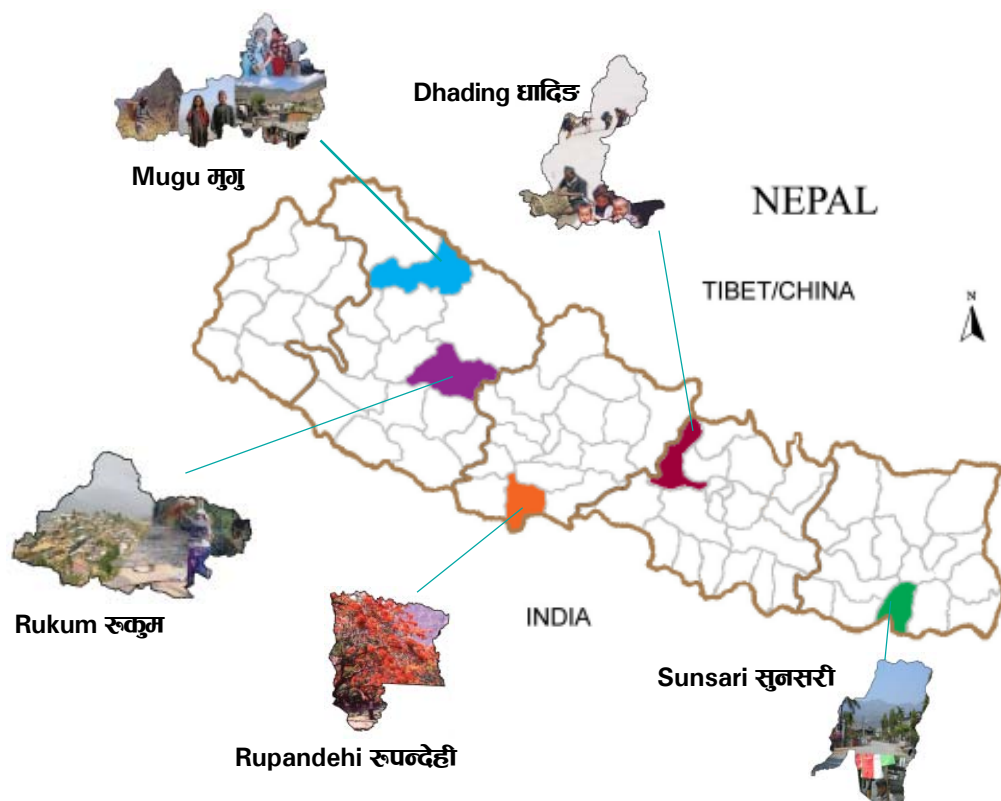 Dhading धादिङ
Mugu मुगु
NEPAL
TIBET/CHINA
N
Rukum रुकुम
INDIA
Sunsari सुनसरी
Rupandehi रुपन्देही